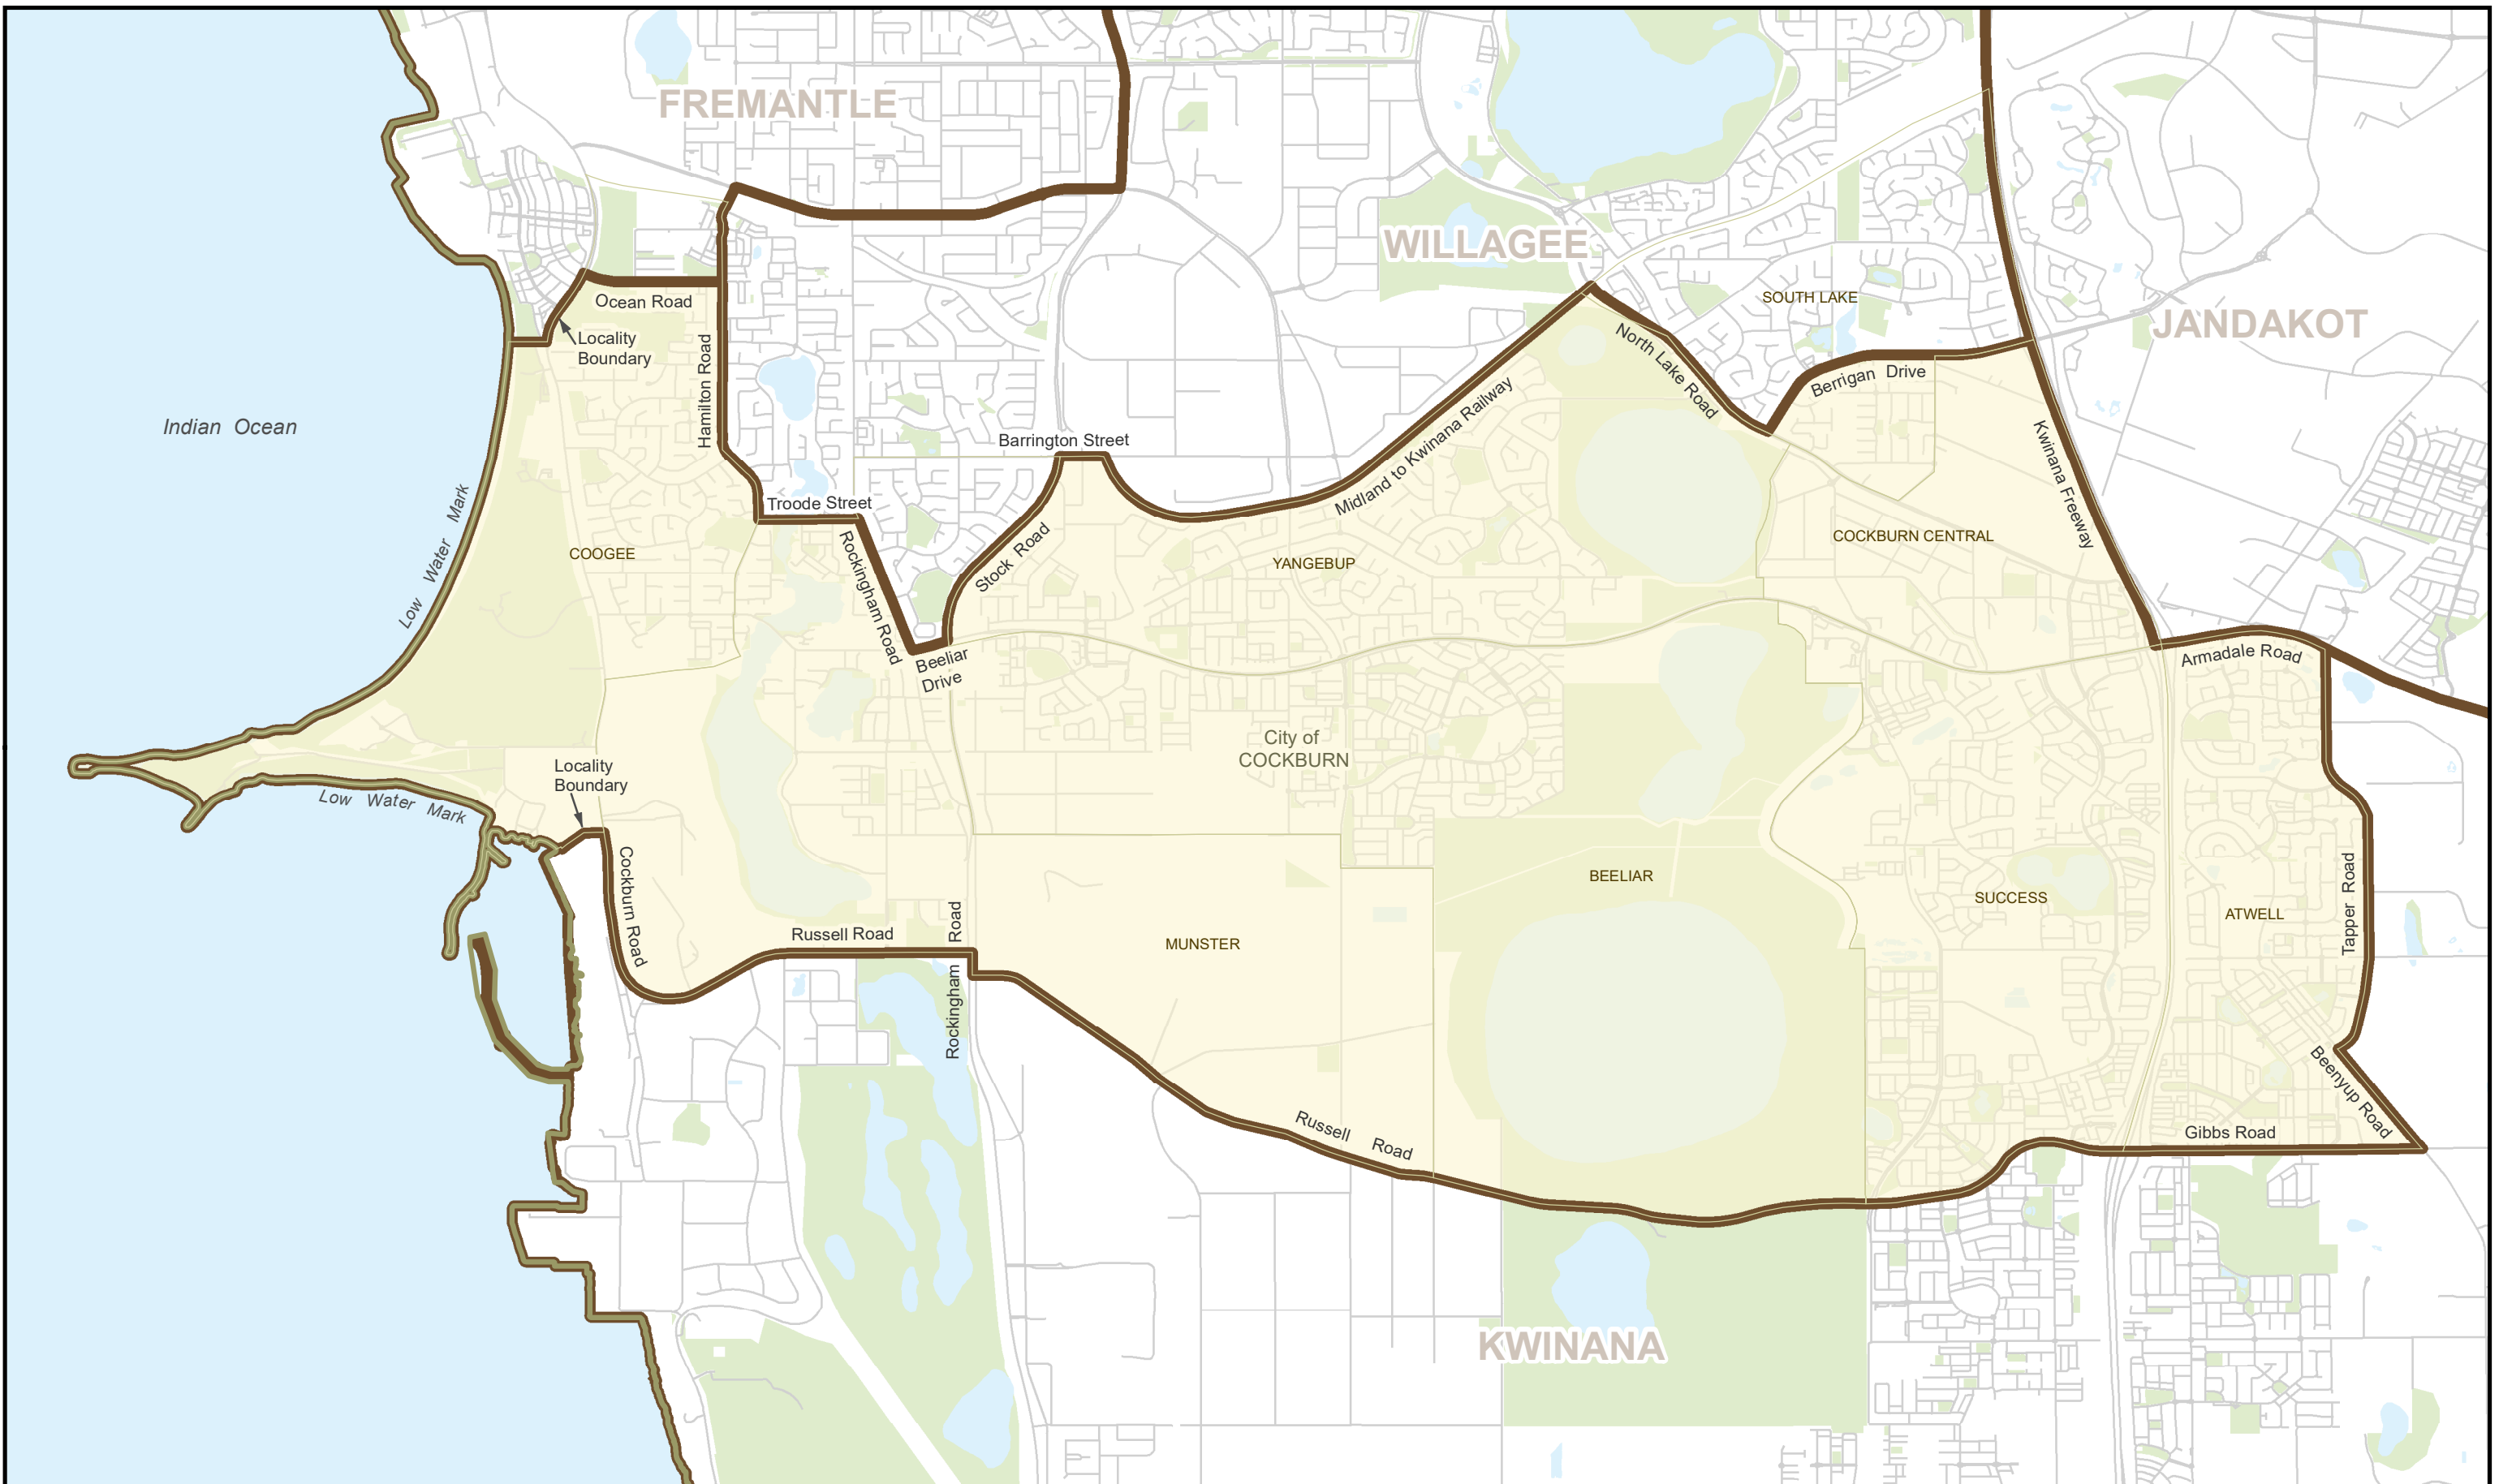 FREMANTLE
WILLAGEE
SOUTH LAKE
JANDAKOT
Ocean Road
Locality
Boundary
Hamilton Road
North Lake Road
Berrigan Drive
Indian Ocean
Barrington Street
Midland to Kwinana Railway
Kwinana Freeway
Low Water Mark
Troode Street
COOGEE
Rockingham Road
Stock Road
YANGEBUP
COCKBURN CENTRAL
Beeliar
Drive
Armadale Road
City of
COCKBURN
Locality
Boundary
Low Water Mark
Cockburn Road
Russell Road
Rockingham Road
MUNSTER
BEELIAR
SUCCESS
ATWELL
Tapper Road
Beenyup Road
Russell Road
Gibbs Road
KWINANA